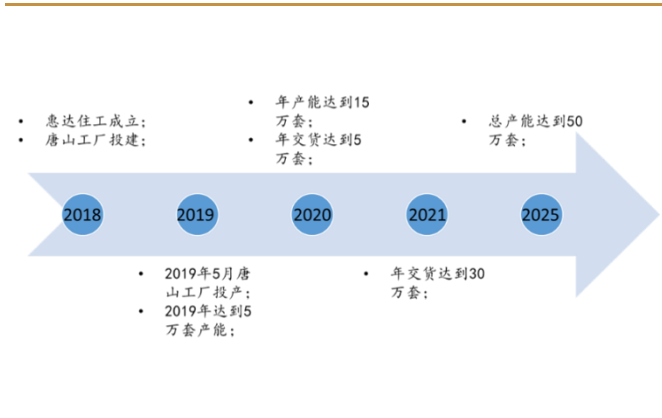 年产能达到15
万套；
年交货达到5
万套；
惠达住工成立；
唐山工厂投建；
总产能达到50
万套；
2018
2019
2020
2021
2025
2019年5月唐
山工厂投产；
2019年达到5
万套产能；
年交货达到30
万套；